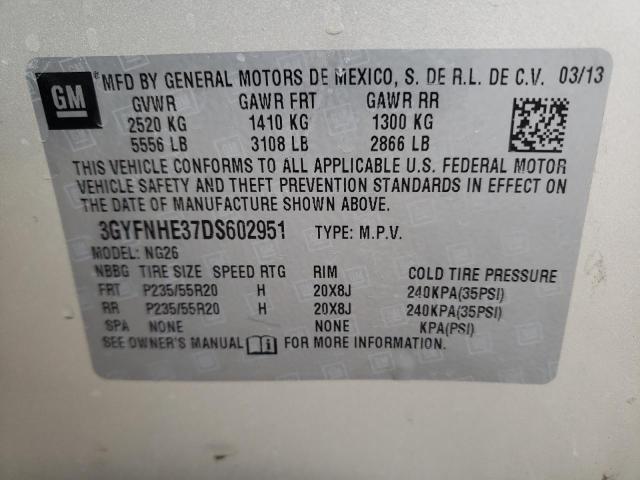 GM
MFD BY GENERAL MOTORS DE MEXICO, S. DE R.L. DE C.V. 03/13
GVWR GAWR FRT GAWR RR
2520 KG 1410 KG 1300 KG
5556 LB 3108 LB 2866 LB
THIS VEHICLE CONFORMS TO ALL APPLICABLE U.S. FEDERAL MOTOR
VEHICLE SAFETY AND THEFT PREVENTION STANDARDS IN EFFECT ON
THE DATE OF MANUFACTURE SHOWN ABOVE.
3GYFNHE37DS602951 TYPE: M.P.V.
MODEL: NG26
NBBG TIRE SIZE SPEED RTG RIM COLD TIRE PRESSURE
FRT P235/55R20 H 20X8J 240KPA(35PSI)
RR P235/55R20 H 20X8J 240KPA(35PSI)
SPA NONE NONE KPA(PSI)
SEE OWNER'S MANUAL FOR MORE INFORMATION.